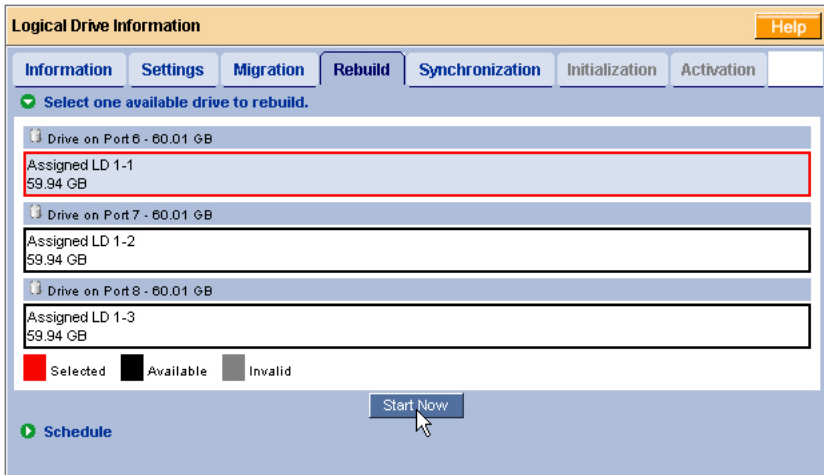 Logical Drive Information
Help
Information Settings Migration Rebuild Synchronization Initialization Activation
Select one available drive to rebuild.
Drive on Port 6 - 60.01 GB
Assigned LD 1-1
59.94 GB
Drive on Port 7 - 60.01 GB
Assigned LD 1-2
59.94 GB
Drive on Port 8 - 60.01 GB
Assigned LD 1-3
59.94 GB
Selected Available Invalid
Start Now
Schedule